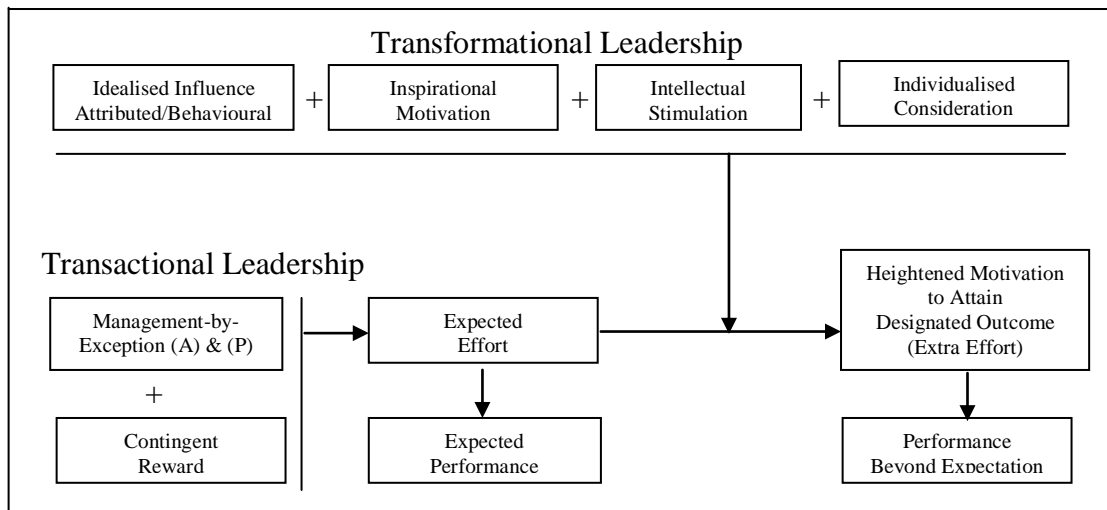 Transformational Leadership
Idealised Influence
Attributed/Behavioural
+
Inspirational
Motivation
+
Intellectual
Stimulation
+
Individualised
Consideration
Transactional Leadership
Management-by-
Exception (A) & (P)
+
Contingent
Reward
Expected
Effort
Expected
Performance
Heightened Motivation
to Attain
Designated Outcome
(Extra Effort)
Performance
Beyond Expectation